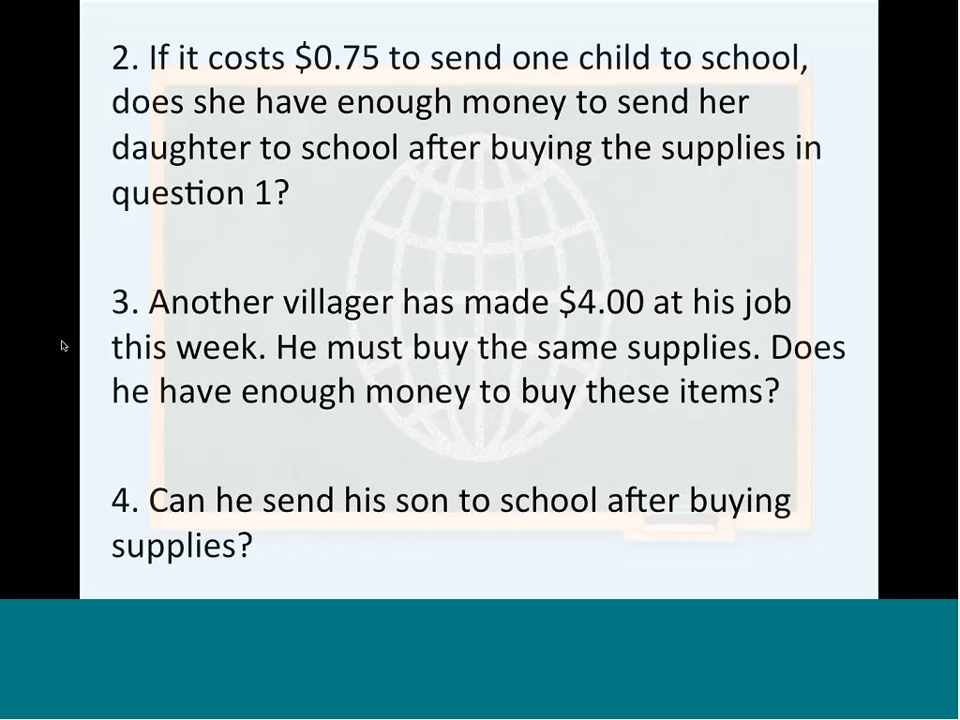 2. If it costs $0.75 to send one child to school,
does she have enough money to send her
daughter to school after buying the supplies in
question 1?
3. Another villager has made $4.00 at his job
this week. He must buy the same supplies. Does
he have enough money to buy these items?
4. Can he send his son to school after buying
supplies?